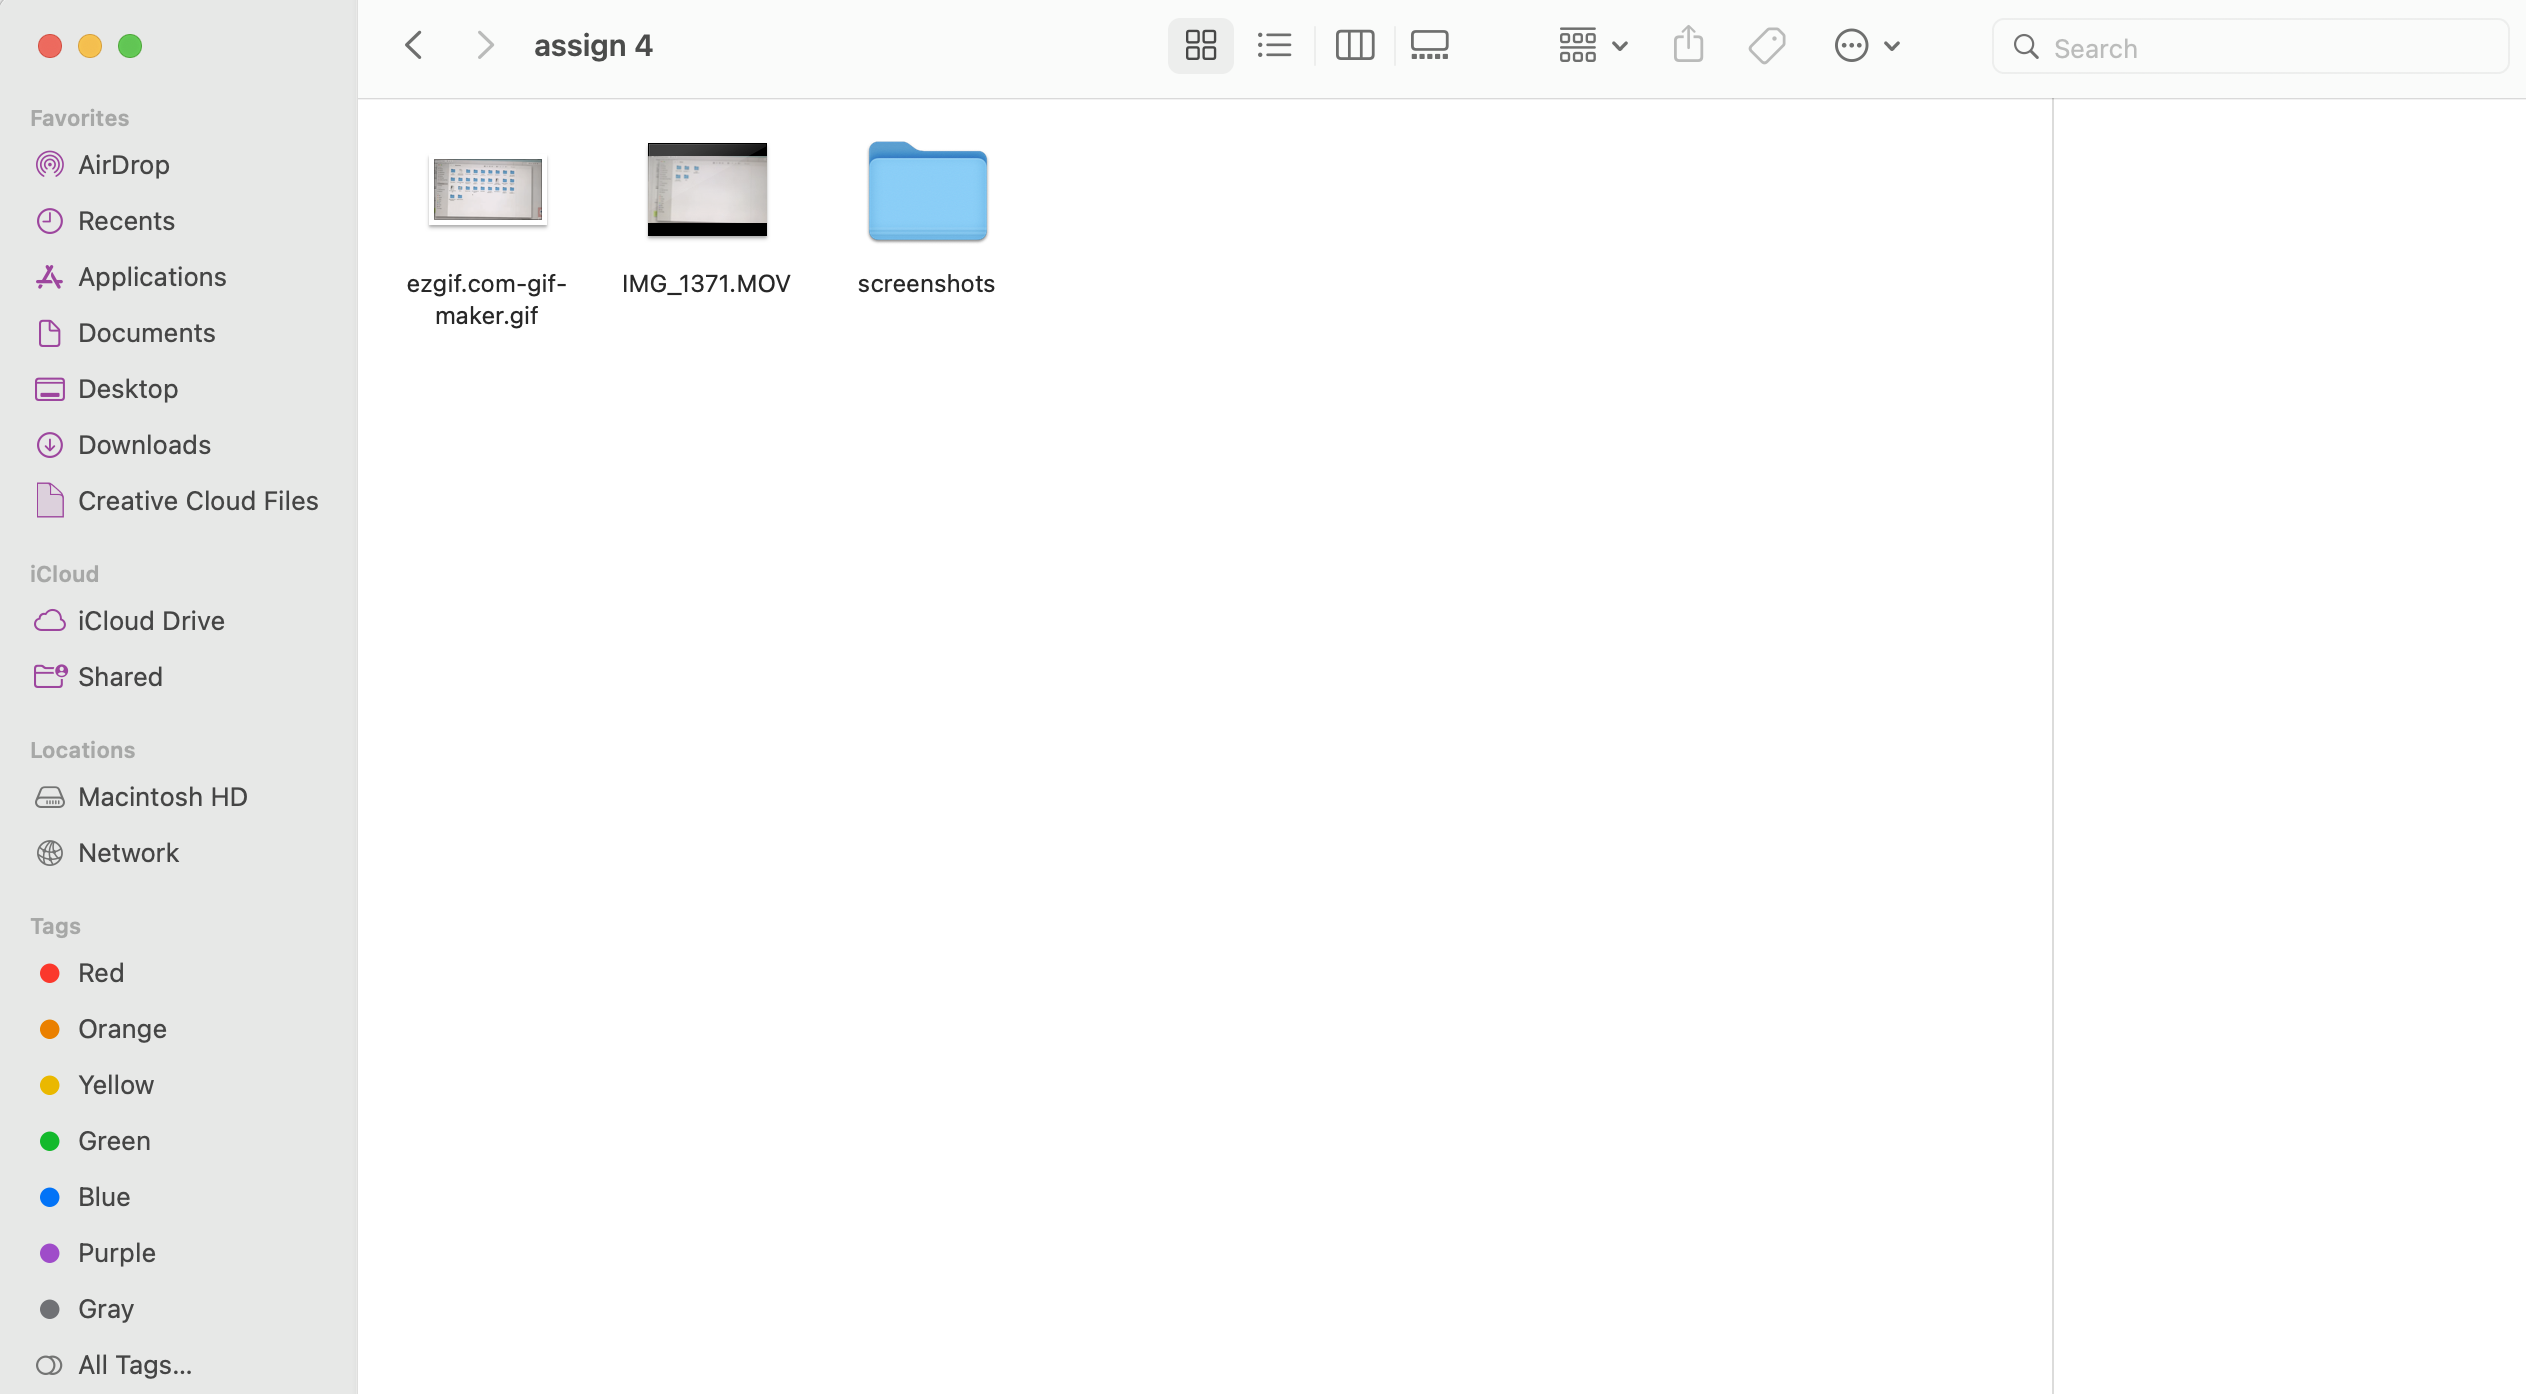 assign 4
Search
Favorites
AirDrop
Recents
Applications
Documents
Desktop
Downloads
Creative Cloud Files
iCloud
iCloud Drive
Shared
Locations
Macintosh HD
Network
Tags
Red
Orange
Yellow
Green
Blue
Purple
Gray
All Tags...
ezgif.com-gif-
maker.gif
IMG_1371.MOV
screenshots